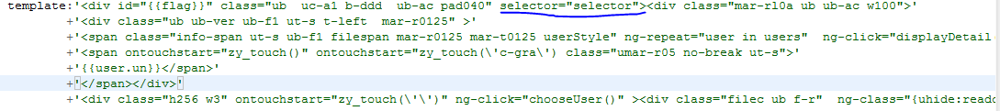 template:'<div id="{{flag}}" class="ub  uc-a1 b-ddd  ub-ac pad040" selector="selector"><div class="mar-rl0a ub ub-ac w100">'
+'<div class="ub ub-ver ub-f1 ut-s t-left  mar-r0125" >'
+'<span class="info-span ut-s ub-f1 filespan mar-r0125 mar-t0125 userStyle" ng-repeat="user in users"  ng-click="displayDetail
+'<span ontouchstart="zy_touch()" ontouchstart="zy_touch(\'c-gra\') class="umar-r05 no-break ut-s">'
+'{{user.un}}</span>'
+'</span></div>'
+'<div class="h256 w3" ontouchstart="zy_touch(\'\')" ng-click="chooseUser()" ><div class="filec ub f-r"  ng-class="{uhide:reado